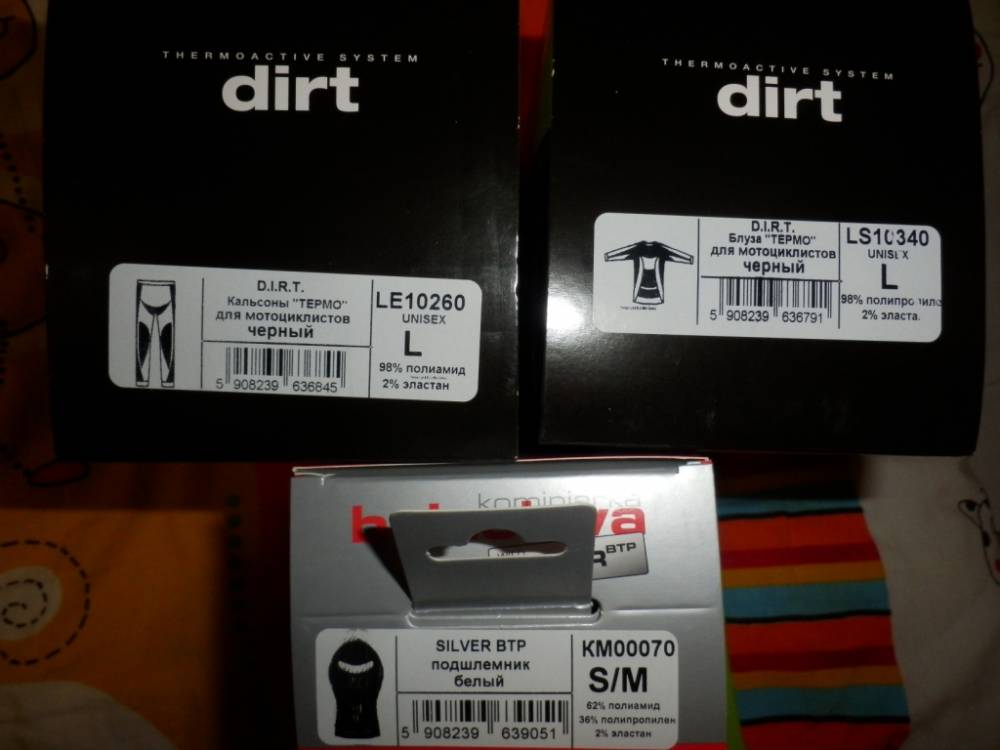 THERMOACTIVE SYSTEM
dirt
D.I.R.T.
Кальсоны "ТЕРМО"
для мотоциклистов
черный
5 908239 636845
LE10260
UNISEX
L
98% полиамид
2% эластан
THERMOACTIVE SYSTEM
dirt
D.I.R.T.
Блуза "ТЕРМО"
для мотоциклистов
черный
5 908239 636791
LS10340
UNISEX
L
98% полипропиле
2% эласта.
kominiarka
BTP
SILVER BTP
подшлемник
белый
5 908239 639051
KM00070
S/M
62% полиамид
36% полипропилен
2% эластан